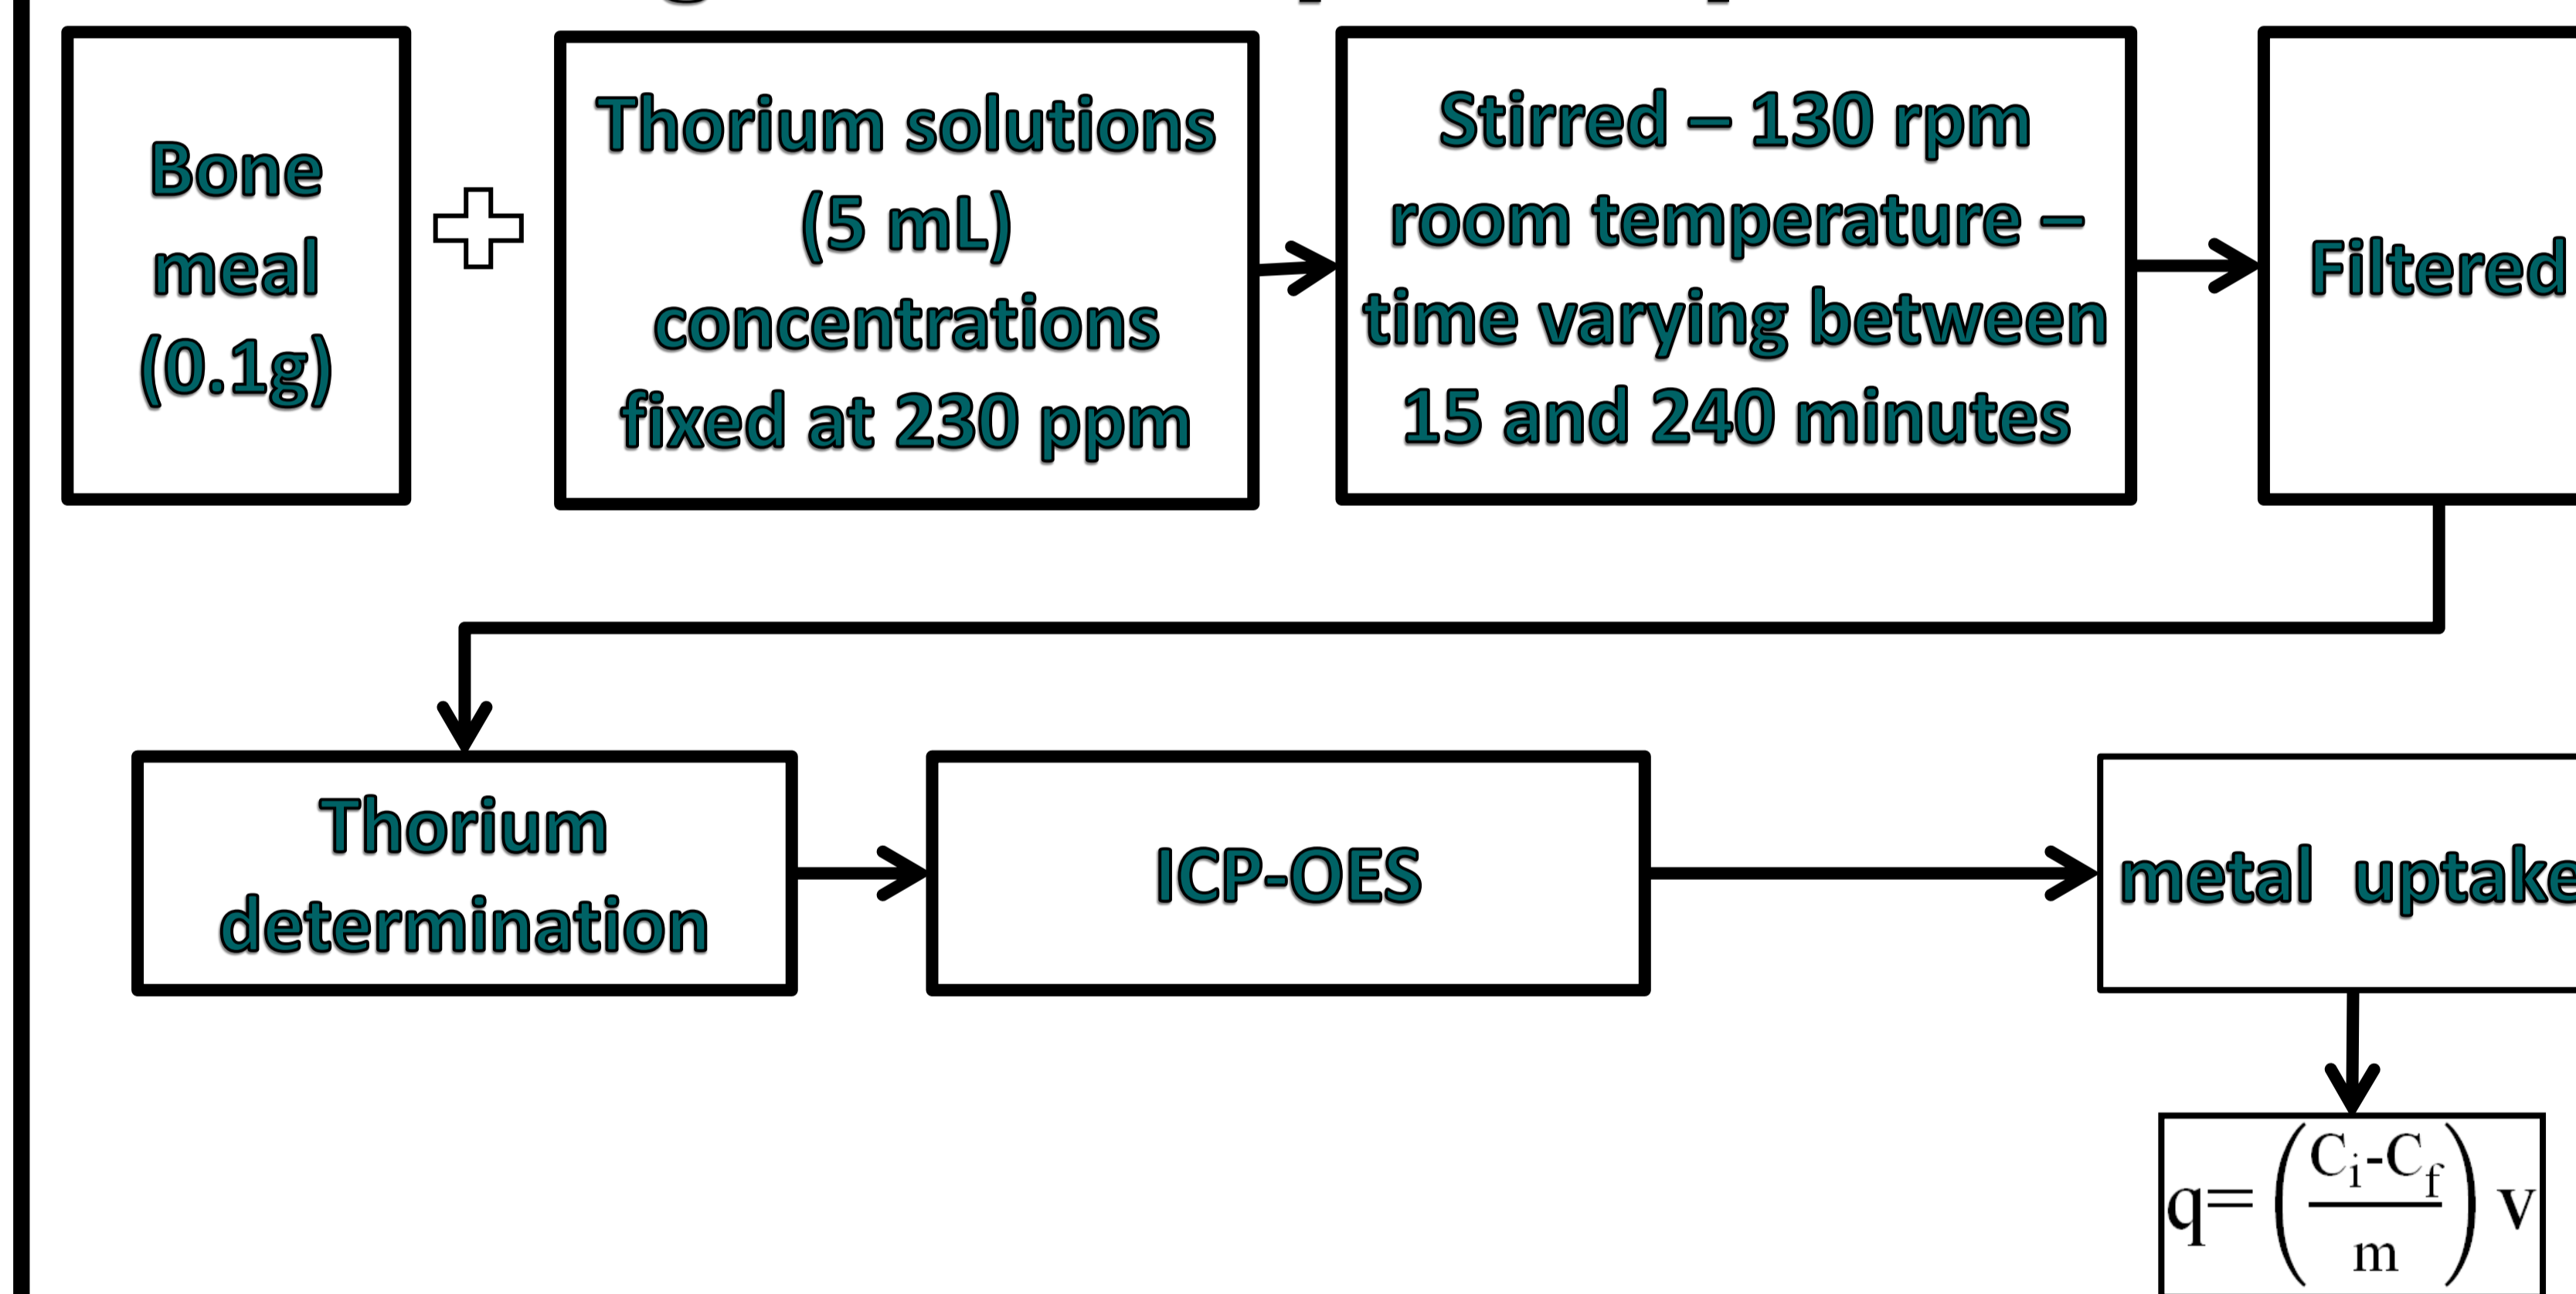 Bone
meal
(0.1g)
Thorium solutions
(5 mL)
concentrations
fixed at 230 ppm
Stirred – 130 rpm
room temperature –
time varying between
15 and 240 minutes
Filtered
Thorium
determination
ICP-OES
metal uptake
q= (Ci-Cf/m) v